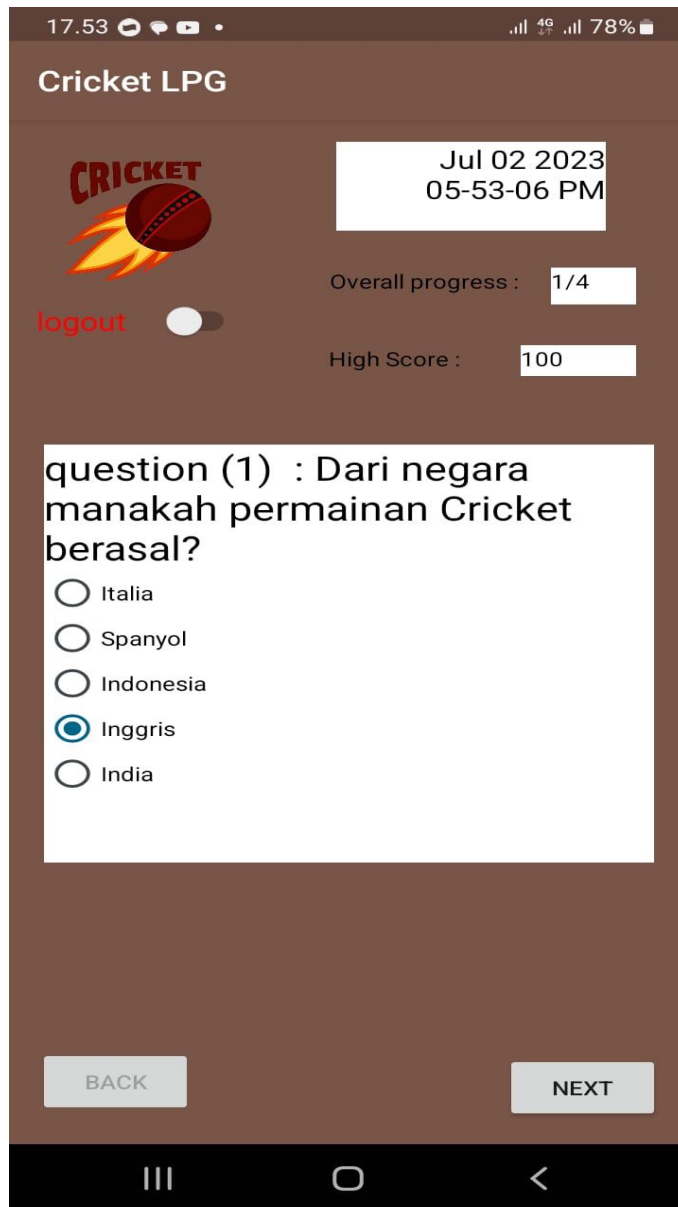 17.53 4G 78%
Cricket LPG
CRICKET
Jul 02 2023
05-53-06 PM
Overall progress : 1/4
logout
High Score : 100
question (1)  : Dari negara
manakah permainan Cricket
berasal?
Italia
Spanyol
Indonesia
Inggris
India
BACK
NEXT